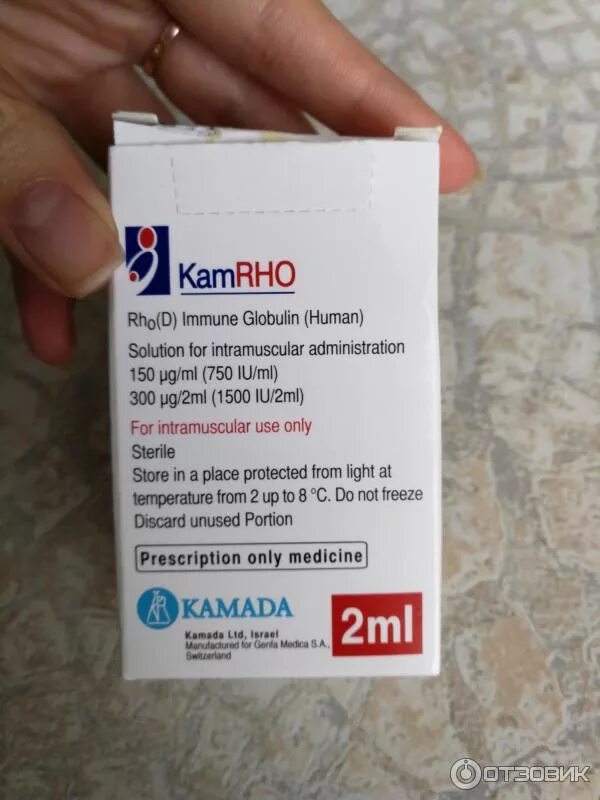 KamRHO
Rho(D) Immune Globulin (Human)
Solution for intramuscular administration
150 µg/ml (750 IU/ml)
300 µg/2ml (1500 IU/2ml)
For intramuscular use only
Sterile
Store in a place protected from light at
temperature from 2 up to 8 °C. Do not freeze
Discard unused Portion
Prescription only medicine
KAMADA
2ml
Kamada Ltd, Israel
Manufactured for Genfa Medica S.A.,
Switzerland
ОТЗОВИК